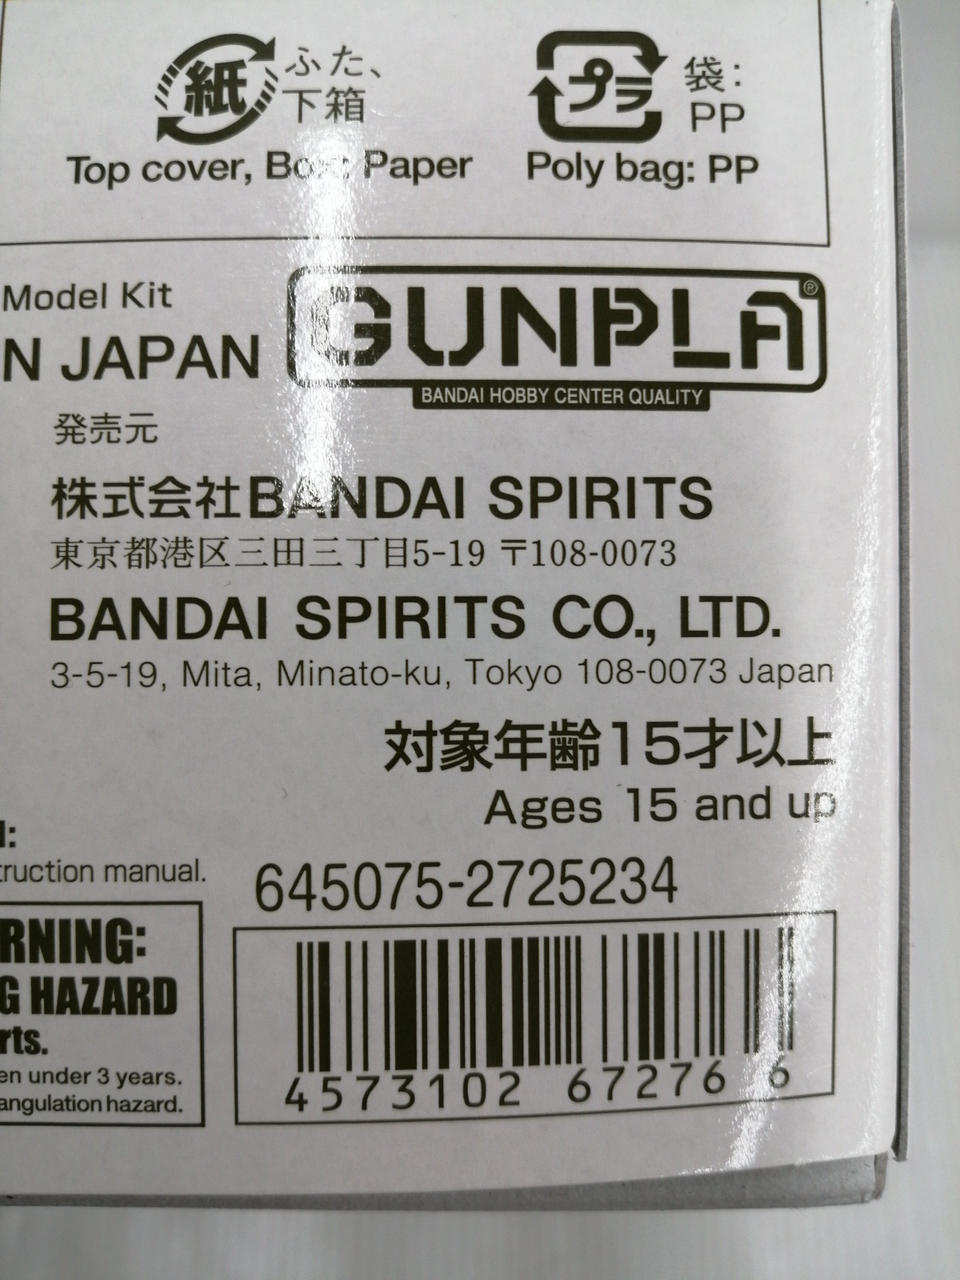 紙
ふた、
下箱
Top cover, Box: Paper
プラ
袋:
PP
Poly bag: PP
Model Kit
N JAPAN
GUNPLA®
BANDAI HOBBY CENTER QUALITY
発売元
株式会社BANDAI SPIRITS
東京都港区三田三丁目5-19 〒108-0073
BANDAI SPIRITS CO., LTD.
3-5-19, Mita, Minato-ku, Tokyo 108-0073 Japan
対象年齢15才以上
Ages 15 and up
truction manual.
645075-2725234
RNING:
G HAZARD
rts.
en under 3 years.
angulation hazard.
4573102 67276 6